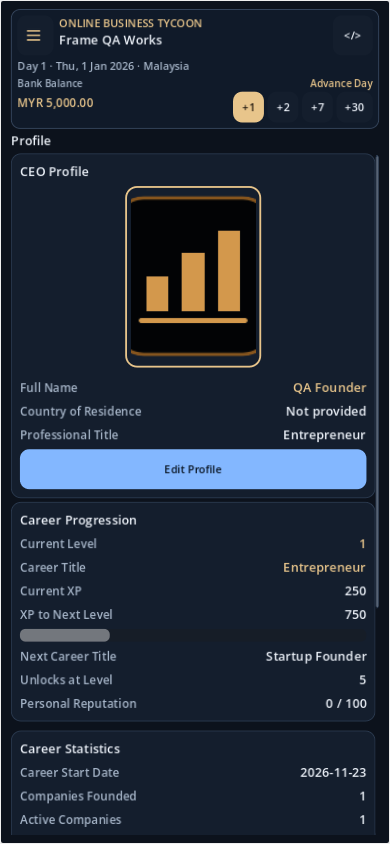 ONLINE BUSINESS TYCOON
Frame QA Works
</>
Day 1 · Thu, 1 Jan 2026 · Malaysia
Bank Balance Advance Day
MYR 5,000.00 +1 +2 +7 +30
Profile
CEO Profile
Full Name QA Founder
Country of Residence Not provided
Professional Title Entrepreneur
Edit Profile
Career Progression
Current Level 1
Career Title Entrepreneur
Current XP 250
XP to Next Level 750
Next Career Title Startup Founder
Unlocks at Level 5
Personal Reputation 0 / 100
Career Statistics
Career Start Date 2026-11-23
Companies Founded 1
Active Companies 1